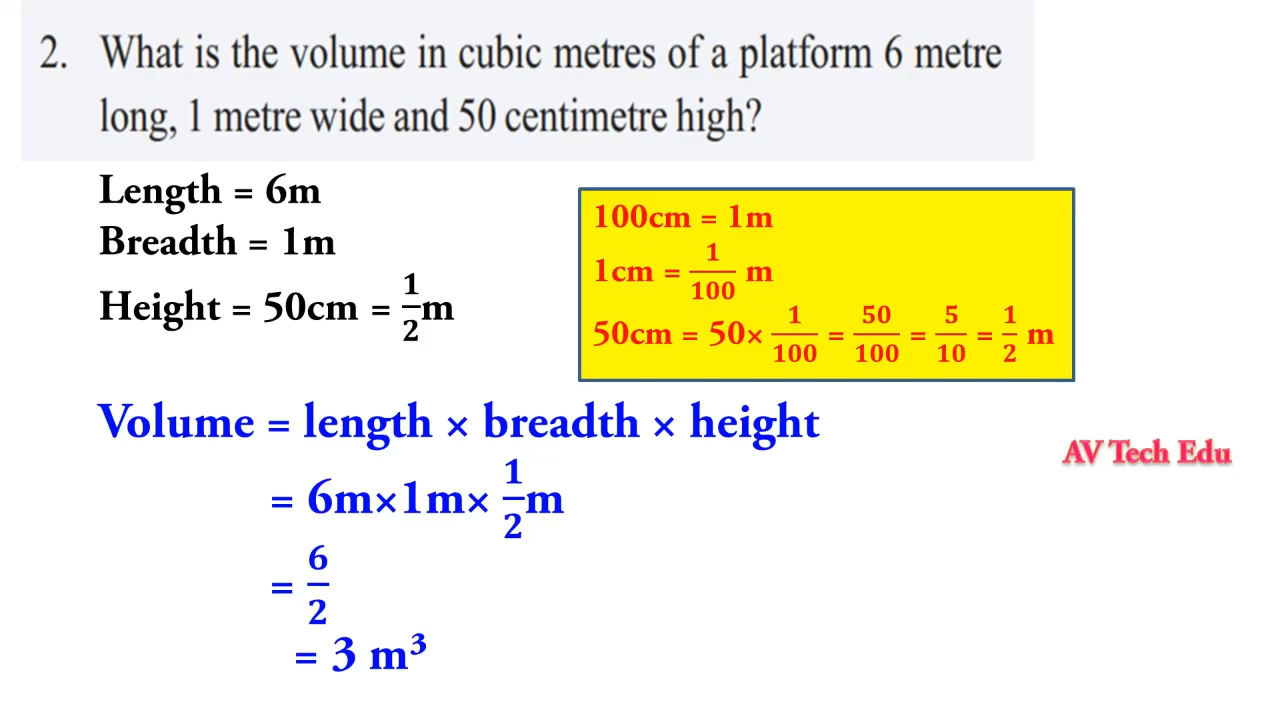 2. What is the volume in cubic metres of a platform 6 metre
long, 1 metre wide and 50 centimetre high?
Length = 6m
Breadth = 1m
Height = 50cm = 1/2 m
100cm = 1m
1cm = 1/100 m
50cm = 50× 1/100 = 50/100 = 5/10 = 1/2 m
Volume = length × breadth × height
= 6m×1m× 1/2 m
= 6/2
= 3 m³
AV Tech Edu